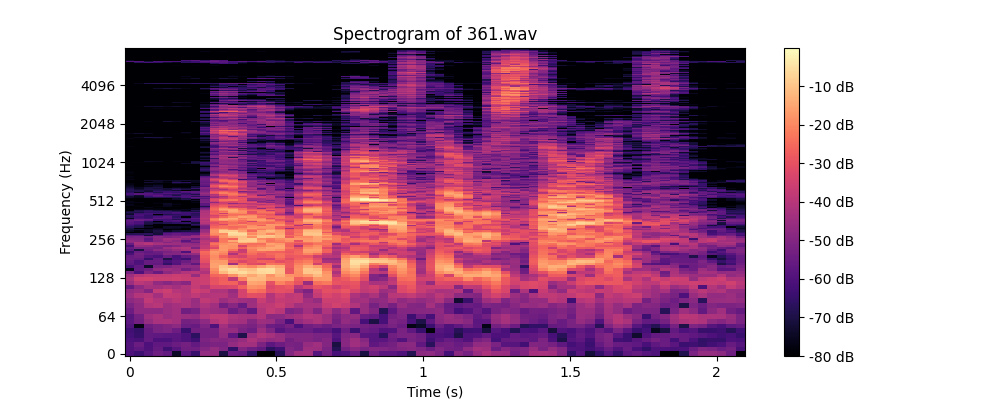 Spectrogram of 361.wav
Frequency (Hz)
4096
2048
1024
512
256
128
64
0
0
0.5
1
1.5
2
Time (s)
-10 dB
-20 dB
-30 dB
-40 dB
-50 dB
-60 dB
-70 dB
-80 dB